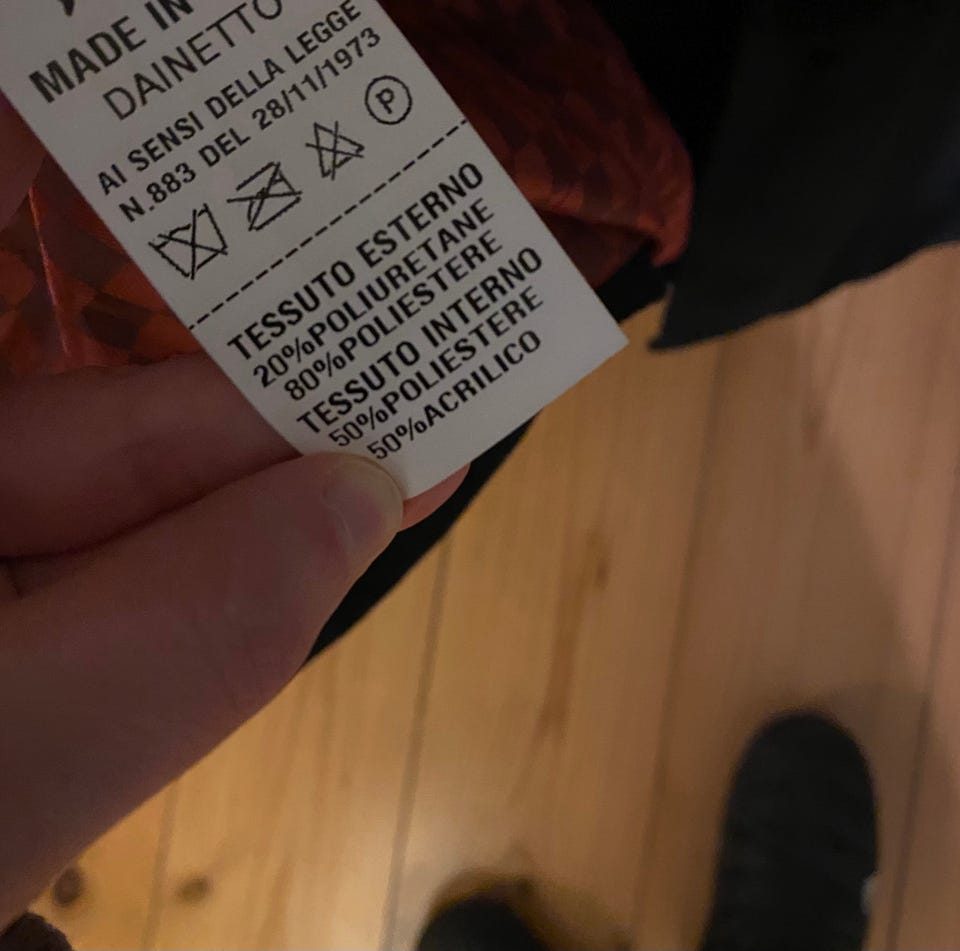 MADE IN
DAINETTO
AI SENSI DELLA LEGGE
N.883 DEL 28/11/1973
P
TESSUTO ESTERNO
20%POLIURETANE
80%POLIESTERE
TESSUTO INTERNO
50%POLIESTERE
50%ACRILICO